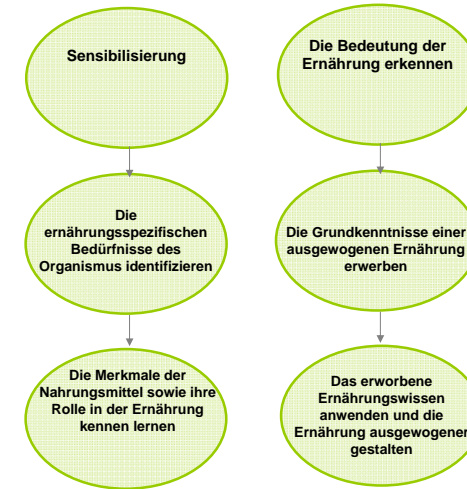 Sensibilisierung
Die
ernährungsspezifischen
Bedürfnisse des
Organismus identifizieren
Die Merkmale der
Nahrungsmittel sowie ihre
Rolle in der Ernährung
kennen lernen
Die Bedeutung der
Ernährung erkennen
Die Grundkenntnisse einer
ausgewogenen Ernährung
erwerben
Das erworbene
Ernährungswissen
anwenden und die
Ernährung ausgewogener
gestalten